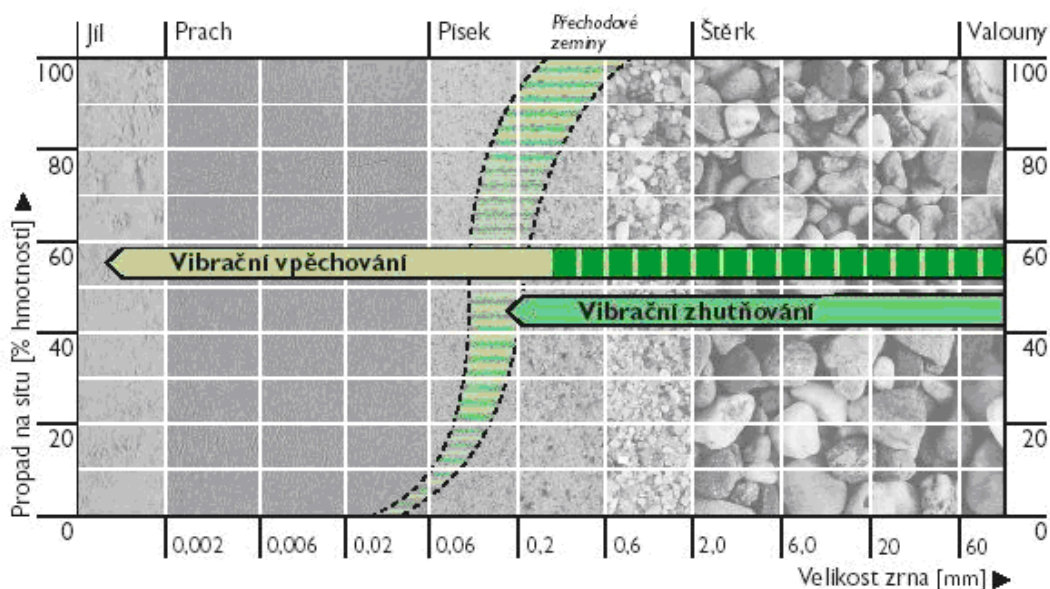 Jíl
Prach
Písek
Přechodové
zeminy
Štěrk
Valouny
100
80
60
40
20
0
Propad na sítu [% hmotnosti] ▶
Vibrační vpěchování
Vibrační zhutňování
100
80
60
40
20
0
0,002
0,006
0,02
0,06
0,2
0,6
2,0
6,0
20
60
Velikost zrna [mm] ▶